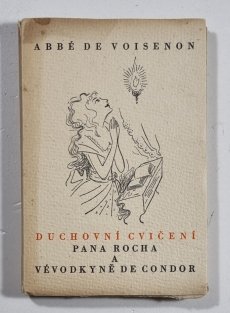 ABBÉ DE VOISENON
DUCHOVNÍ CVIČENÍ
PANA ROCHA
A
VÉVODKYNĚ DE CONDOR